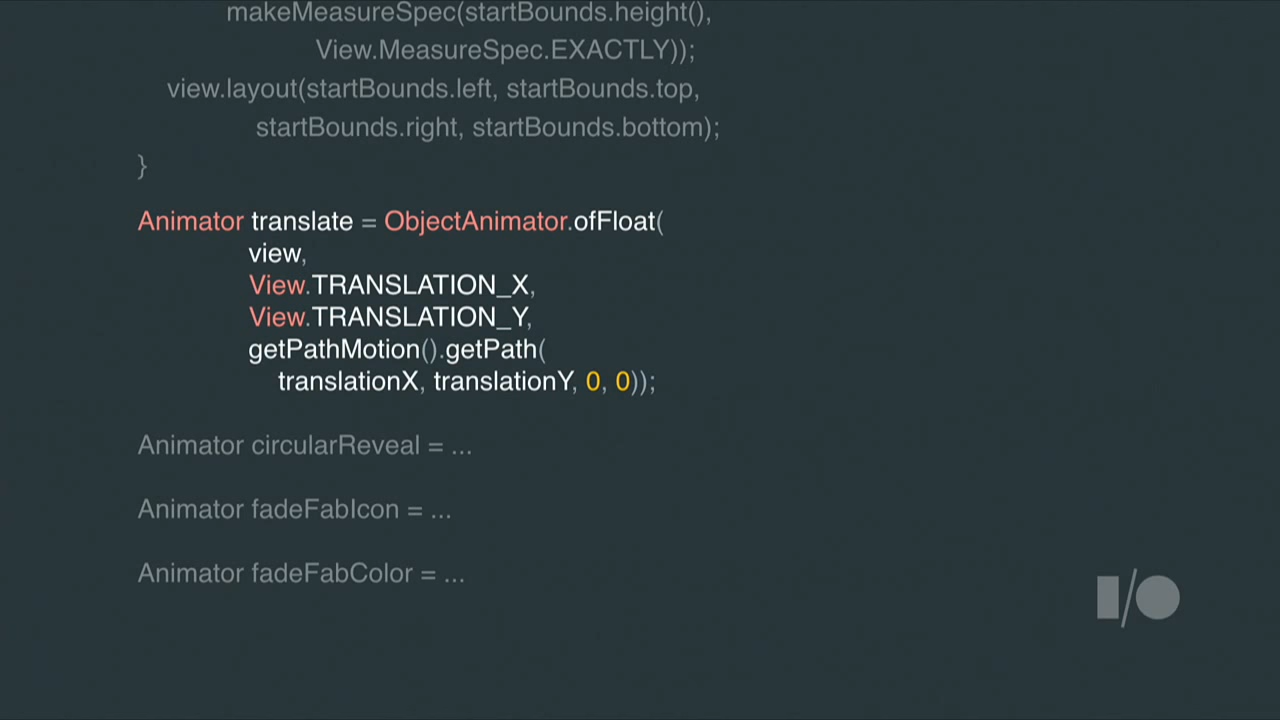 makeMeasureSpec(startBounds.height(),
View.MeasureSpec.EXACTLY));
view.layout(startBounds.left, startBounds.top,
startBounds.right, startBounds.bottom);
}
Animator translate = ObjectAnimator.ofFloat(
view,
View.TRANSLATION_X,
View.TRANSLATION_Y,
getPathMotion().getPath(
translationX, translationY, 0, 0));
Animator circularReveal = ...
Animator fadeFabIcon = ...
Animator fadeFabColor = ...
I/O